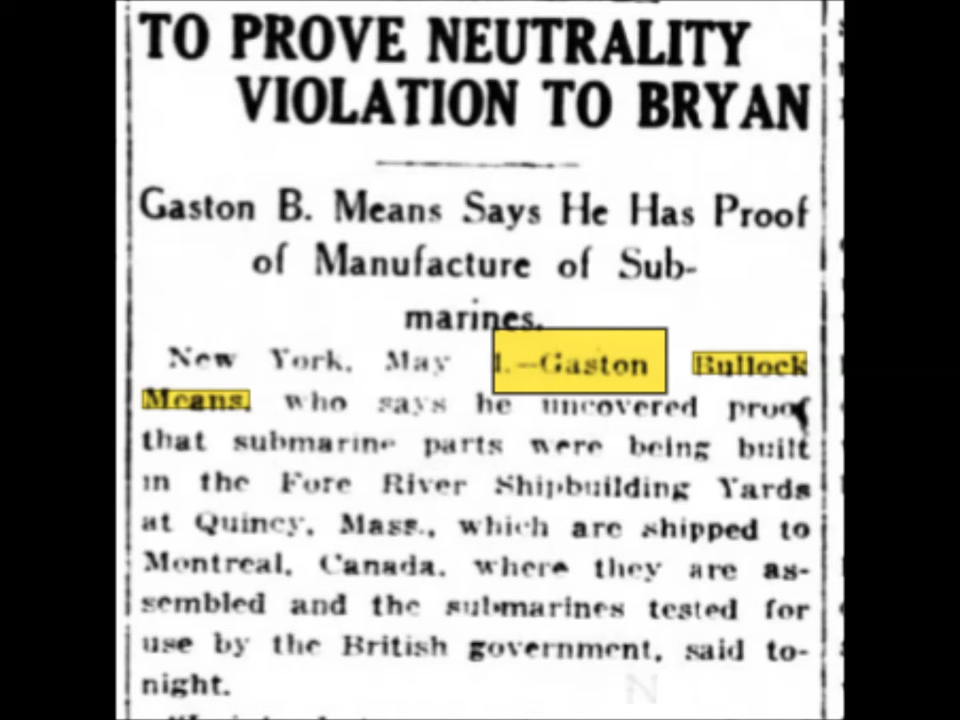 TO PROVE NEUTRALITY
VIOLATION TO BRYAN
Gaston B. Means Says He Has Proof
of Manufacture of Sub-
marines.
New York, May 1.—Gaston Bullock
Means, who says he uncovered proof
that submarine parts were being built
in the Fore River Shipbuilding Yards
at Quincy, Mass., which are shipped to
Montreal, Canada, where they are as-
sembled and the submarines tested for
use by the British government, said to-
night.
N